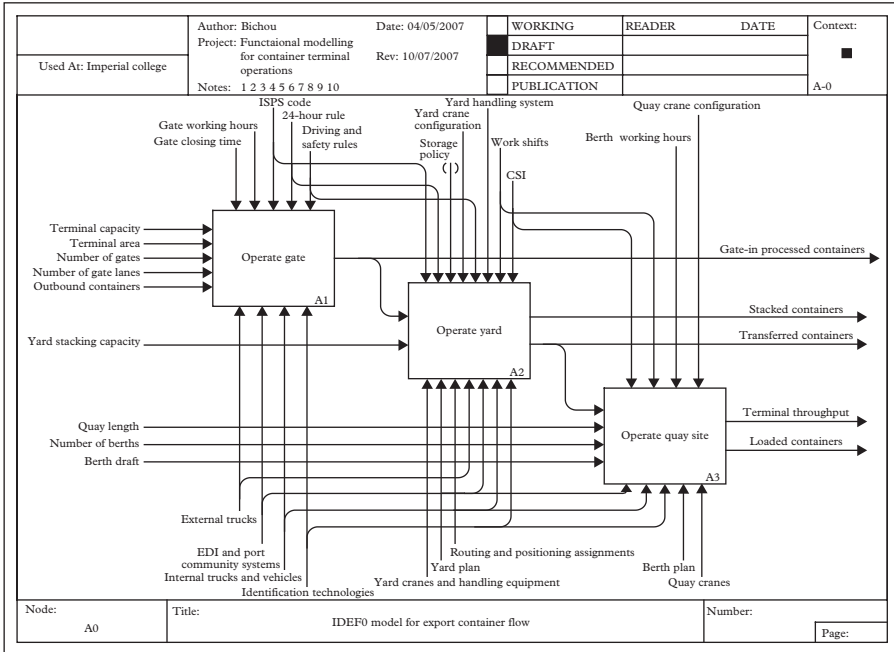 Used At: Imperial college
Author: Bichou
Date: 04/05/2007
Project: Functaional modelling
for container terminal
operations
Rev: 10/07/2007
Notes: 1 2 3 4 5 6 7 8 9 10
WORKING
DRAFT
RECOMMENDED
PUBLICATION
READER
DATE
Context:
A-0
ISPS code
24-hour rule
Driving and
safety rules
Gate working hours
Gate closing time
Yard handling system
Yard crane
configuration
Storage
policy
( )
Work shifts
CSI
Quay crane configuration
Berth working hours
Terminal capacity
Terminal area
Number of gates
Number of gate lanes
Outbound containers
Operate gate
A1
Gate-in processed containers
Yard stacking capacity
Operate yard
A2
Stacked containers
Transferred containers
Quay length
Number of berths
Berth draft
Operate quay site
A3
Terminal throughput
Loaded containers
External trucks
EDI and port
community systems
Internal trucks and vehicles
Identification technologies
Routing and positioning assignments
Yard plan
Yard cranes and handling equipment
Berth plan
Quay cranes
Node:
A0
Title:
IDEF0 model for export container flow
Number:
Page: